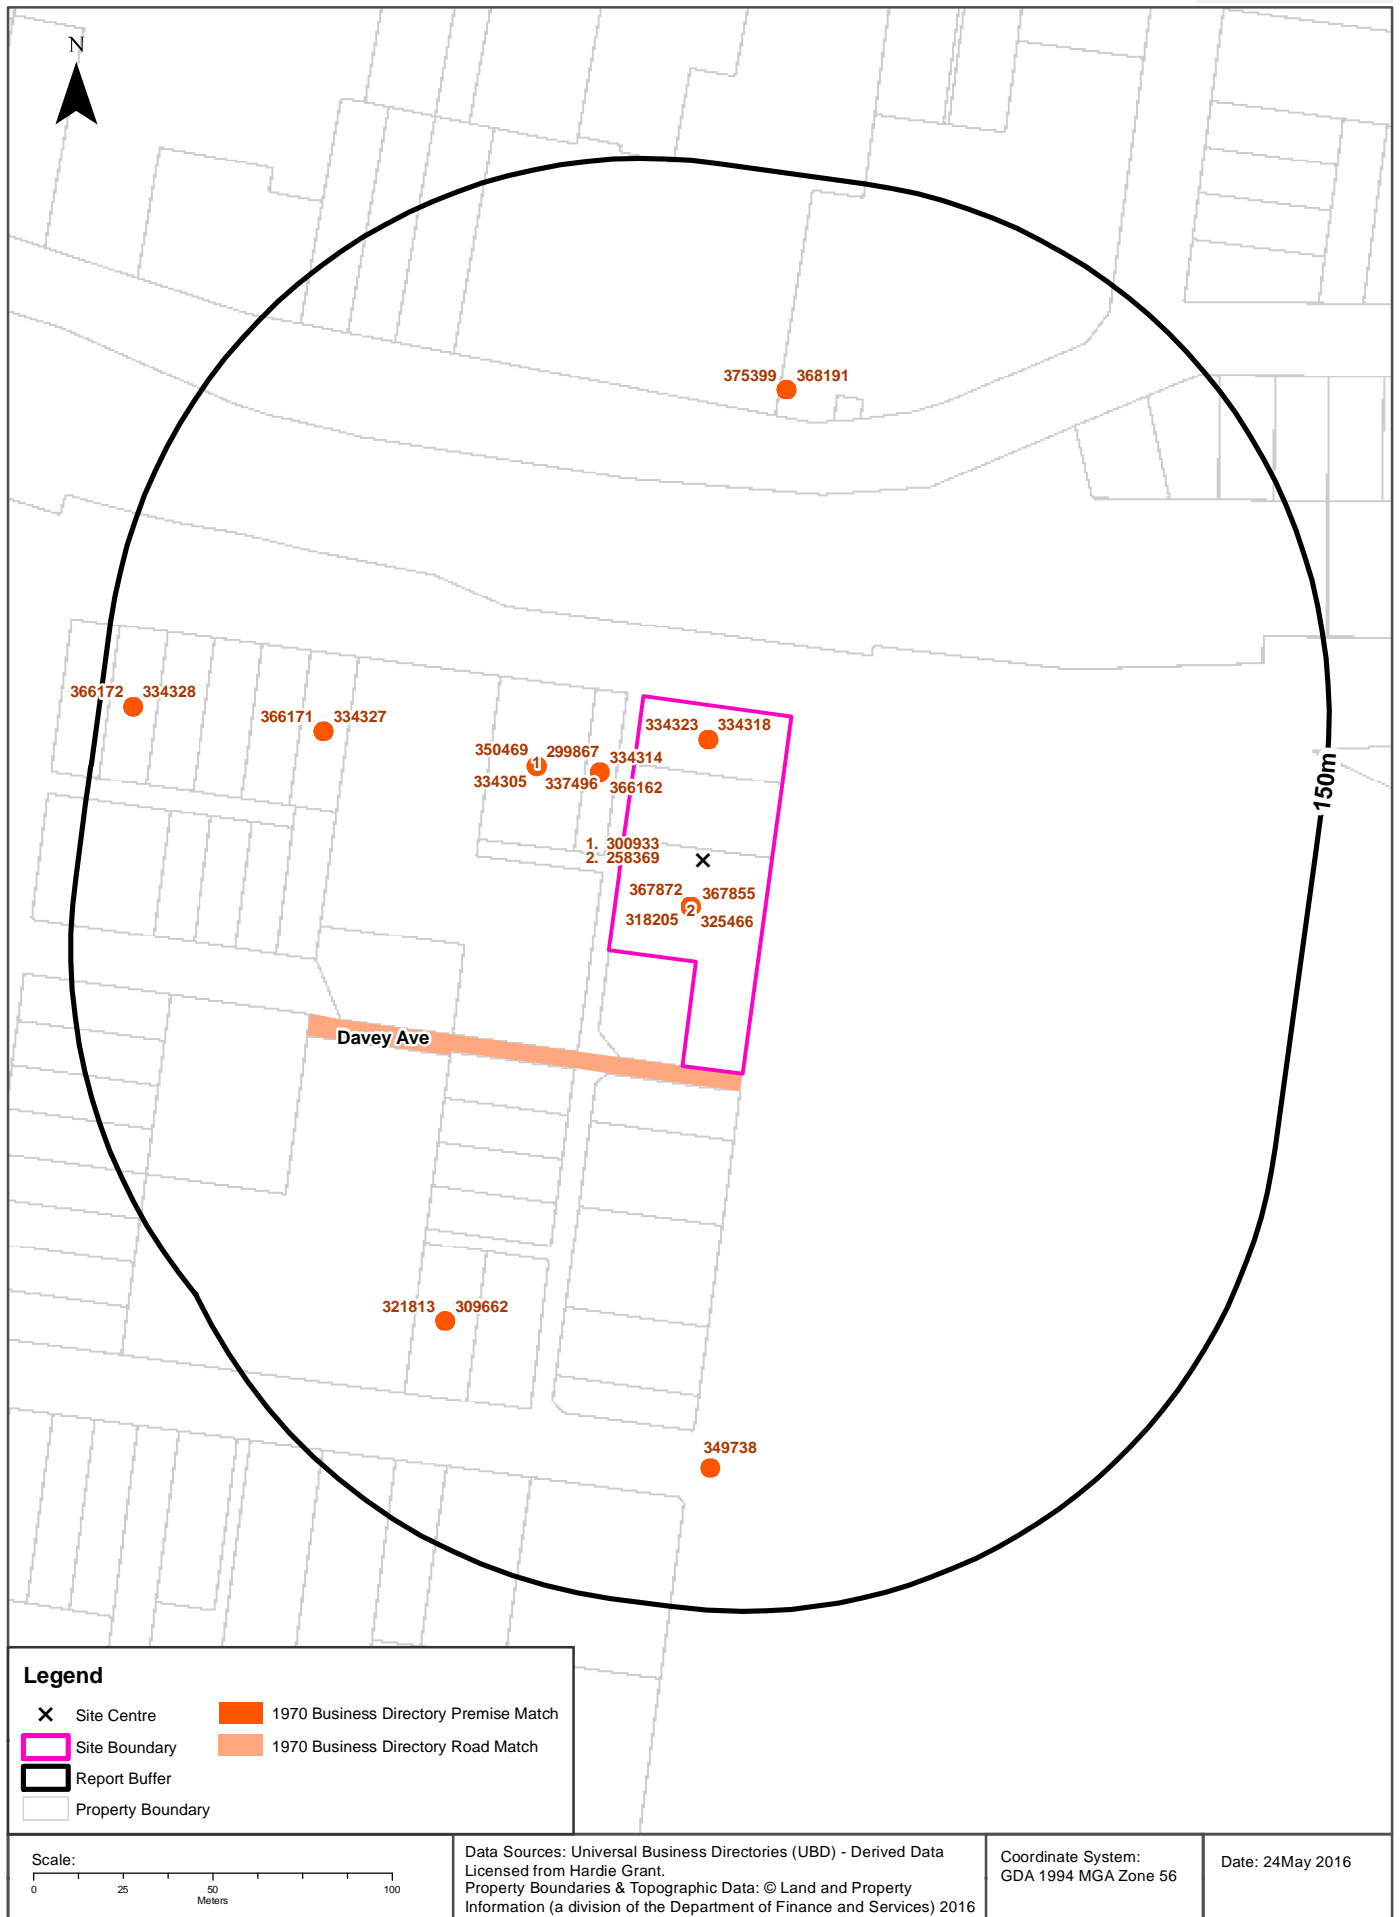 N
375399 368191
366172 334328
366171 334327
334323 334318
350469 1 299867 334314
334305 337496 366162
150m
1. 300933
2. 258369
367872 367855
318205 2 325466
Davey Ave
321813 309662
349738
Legend
Site Centre
1970 Business Directory Premise Match
Site Boundary
1970 Business Directory Road Match
Report Buffer
Property Boundary
Scale:
0 25 50 100
Meters
Data Sources: Universal Business Directories (UBD) - Derived Data
Licensed from Hardie Grant.
Property Boundaries & Topographic Data: © Land and Property
Information (a division of the Department of Finance and Services) 2016
Coordinate System:
GDA 1994 MGA Zone 56
Date: 24May 2016